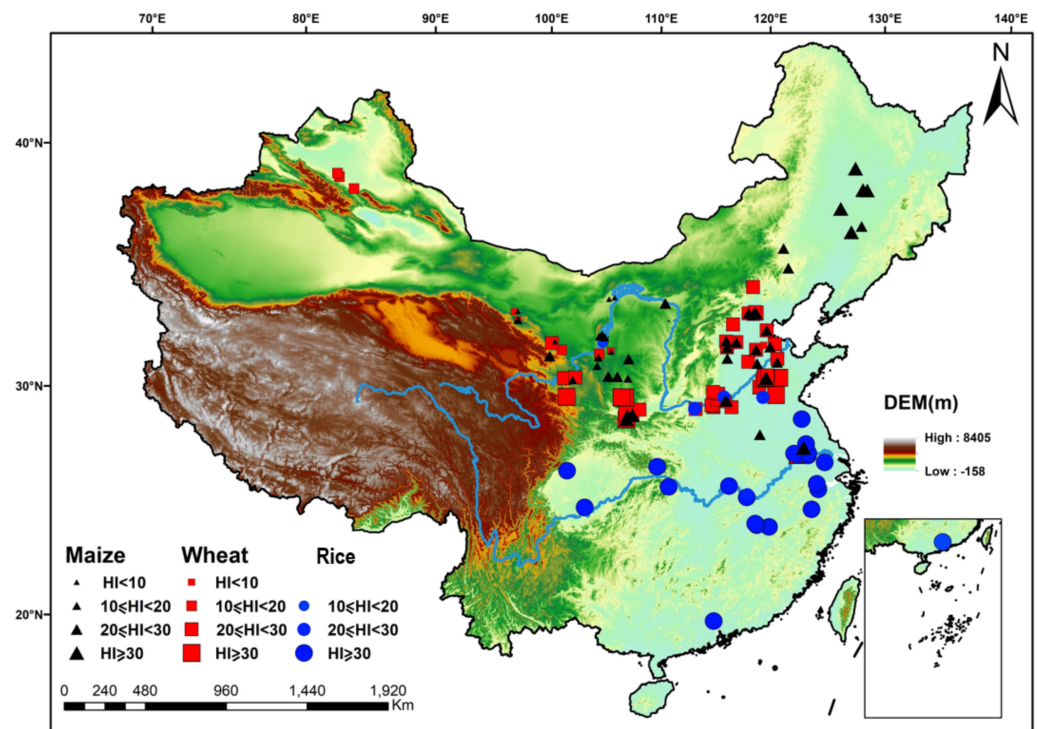 70°E 80°E 90°E 100°E 110°E 120°E 130°E 140°E
N
40°N
30°N
20°N
DEM(m)
High : 8405
Low : -158
Maize Wheat Rice
HI<10 HI<10
10≤HI<20 10≤HI<20 10≤HI<20
20≤HI<30 20≤HI<30 20≤HI<30
HI≥30 HI≥30 HI≥30
0 240 480 960 1,440 1,920
Km